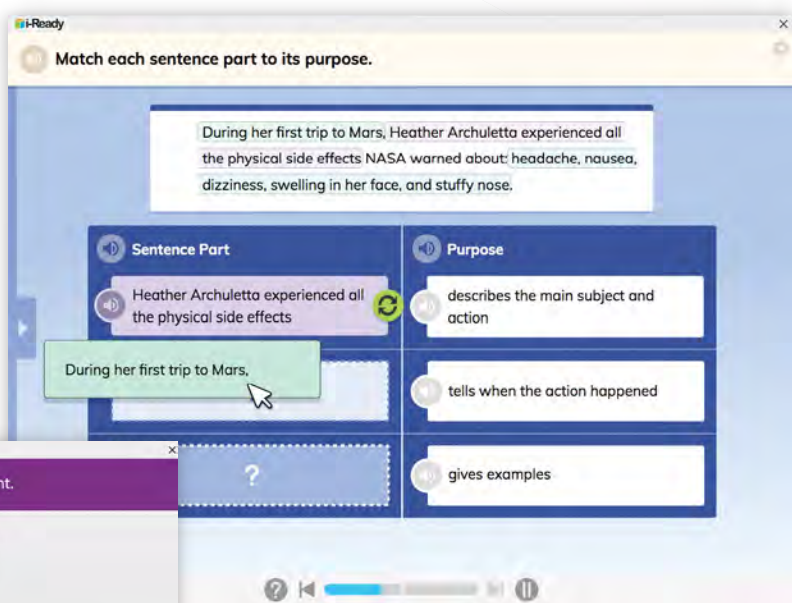 i-Ready
Match each sentence part to its purpose.
During her first trip to Mars, Heather Archuletta experienced all
the physical side effects NASA warned about: headache, nausea,
dizziness, swelling in her face, and stuffy nose.
Sentence Part
Purpose
Heather Archuletta experienced all
the physical side effects
describes the main subject and
action
During her first trip to Mars,
tells when the action happened
?
gives examples
?